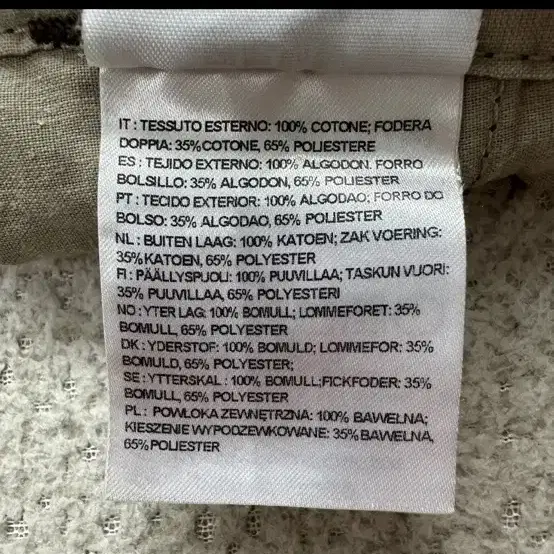 IT : TESSUTO ESTERNO: 100% COTONE; FODERA
DOPPIA: 35%COTONE, 65% POLIESTERE
ES : TEJIDO EXTERNO: 100% ALGODON. FORRO
BOLSILLO: 35% ALGODON, 65% POLIESTER
PT : TECIDO EXTERIOR: 100% ALGODAO; FORRO DO
BOLSO: 35% ALGODAO, 65% POLIESTER
NL : BUITEN LAAG: 100% KATOEN; ZAK VOERING:
35%KATOEN, 65% POLYESTER
FI : PÄÄLLYSPUOLI: 100% PUUVILLAA; TASKUN VUORI:
35% PUUVILLAA, 65% POLYESTERI
NO : YTER LAG: 100% BOMULL; LOMMEFORET: 35%
BOMULL, 65% POLYESTER
DK : YDERSTOF: 100% BOMULD; LOMMEFOR: 35%
BOMULD, 65% POLYESTER;
SE : YTTERSKAL : 100% BOMULL;FICKFODER: 35%
BOMULL, 65% POLYESTER
PL : POWŁOKA ZEWNĘTRZNA: 100% BAWEŁNA;
KIESZENIE WYPODZEWKOWANE: 35%BAWEŁNA,
65%POLIESTER